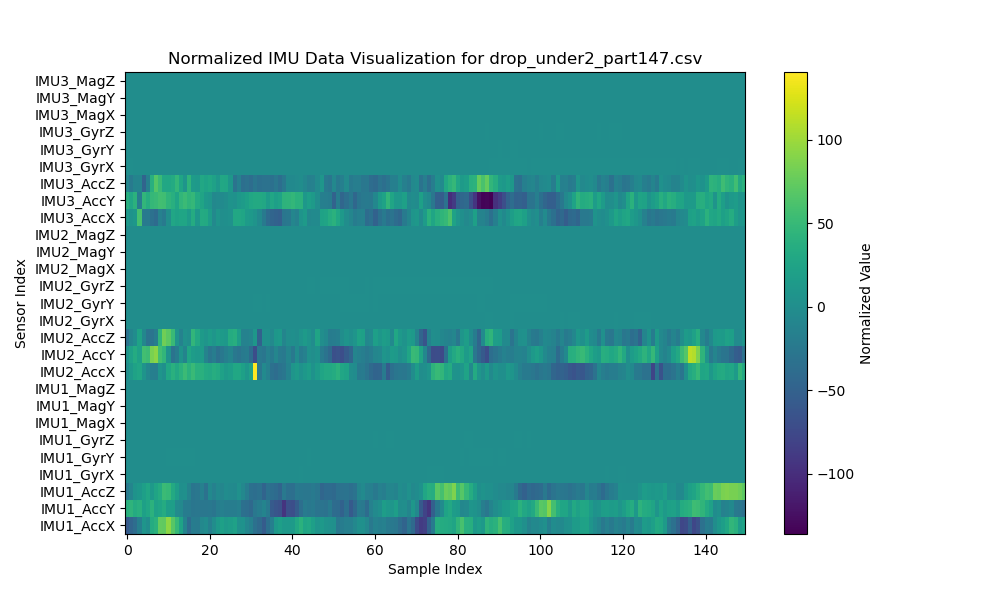 Normalized IMU Data Visualization for drop_under2_part147.csv
IMU3_MagZ
IMU3_MagY
IMU3_MagX
IMU3_GyrZ
IMU3_GyrY
IMU3_GyrX
IMU3_AccZ
IMU3_AccY
IMU3_AccX
IMU2_MagZ
IMU2_MagY
IMU2_MagX
IMU2_GyrZ
IMU2_GyrY
IMU2_GyrX
IMU2_AccZ
IMU2_AccY
IMU2_AccX
IMU1_MagZ
IMU1_MagY
IMU1_MagX
IMU1_GyrZ
IMU1_GyrY
IMU1_GyrX
IMU1_AccZ
IMU1_AccY
IMU1_AccX
Sensor Index
0 20 40 60 80 100 120 140
Sample Index
100
50
0
−50
−100
Normalized Value